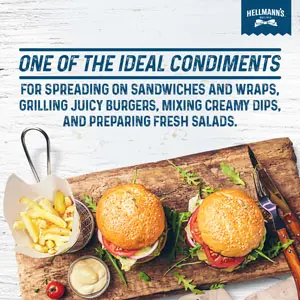 HELLMANN'S
ONE OF THE IDEAL CONDIMENTS
FOR SPREADING ON SANDWICHES AND WRAPS,
GRILLING JUICY BURGERS, MIXING CREAMY DIPS,
AND PREPARING FRESH SALADS.